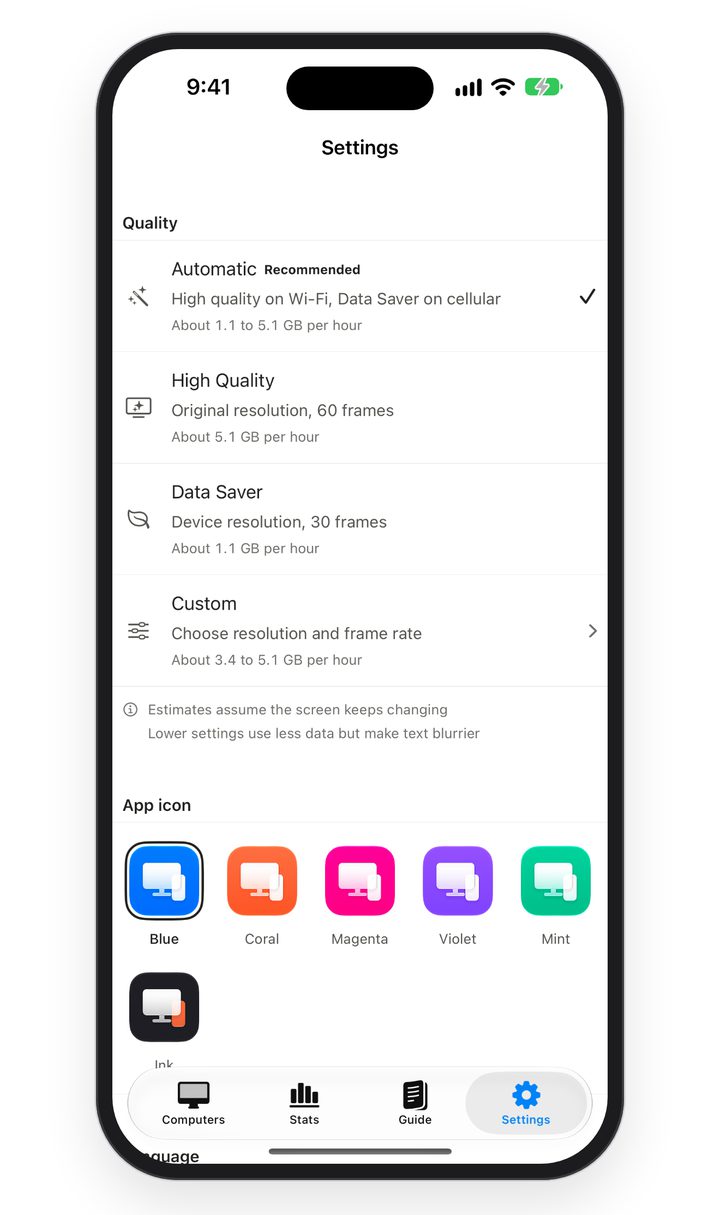 9:41
Settings
Quality
Automatic Recommended
High quality on Wi-Fi, Data Saver on cellular
About 1.1 to 5.1 GB per hour
High Quality
Original resolution, 60 frames
About 5.1 GB per hour
Data Saver
Device resolution, 30 frames
About 1.1 GB per hour
Custom
Choose resolution and frame rate
About 3.4 to 5.1 GB per hour
Estimates assume the screen keeps changing
Lower settings use less data but make text blurrier
App icon
Blue Coral Magenta Violet Mint
Ink
Computers Stats Guide Settings